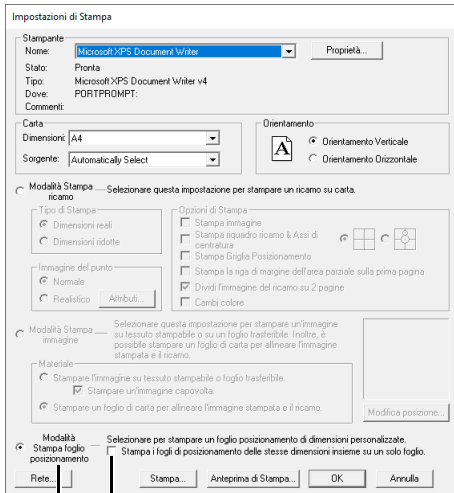 Impostazioni di Stampa
Stampante
Nome: Microsoft XPS Document Writer Proprietà...
Stato: Pronta
Tipo: Microsoft XPS Document Writer v4
Dove: PORTPROMPT:
Commenti:
Carta
Dimensioni: A4
Sorgente: Automatically Select
Orientamento
A
Orientamento Verticale
Orientamento Orizzontale
Modalità Stampa ricamo
Selezionare questa impostazione per stampare un ricamo su carta.
Tipo di Stampa
Dimensioni reali
Dimensioni ridotte
Immagine del punto
Normale
Realistico Attributi...
Opzioni di Stampa
Stampa immagine
Stampa riquadro ricamo & Assi di
centratura
Stampa Griglia Posizionamento
Stampa la riga di margine dell'area parziale sulla prima pagina
Dividi l'immagine del ricamo su 2 pagine
Cambi colore
Modalità Stampa
immagine
Selezionare questa impostazione per stampare un'immagine
su tessuto stampabile o su un foglio trasferibile. Inoltre, è
possibile stampare un foglio di carta per allineare l'immagine
stampata e il ricamo.
Materiale
Stampare l'immagine su tessuto stampabile o foglio trasferibile.
Stampare un'immagine capovolta.
Stampare un foglio di carta per allineare l'immagine stampata e il ricamo.
Modifica posizione...
Modalità
Stampa foglio
posizionamento
Selezionare per stampare un foglio posizionamento di dimensioni personalizzate.
Stampa i fogli di posizionamento delle stesse dimensioni insieme su un solo foglio.
Rete... Stampa... Anteprima di Stampa... OK Annulla